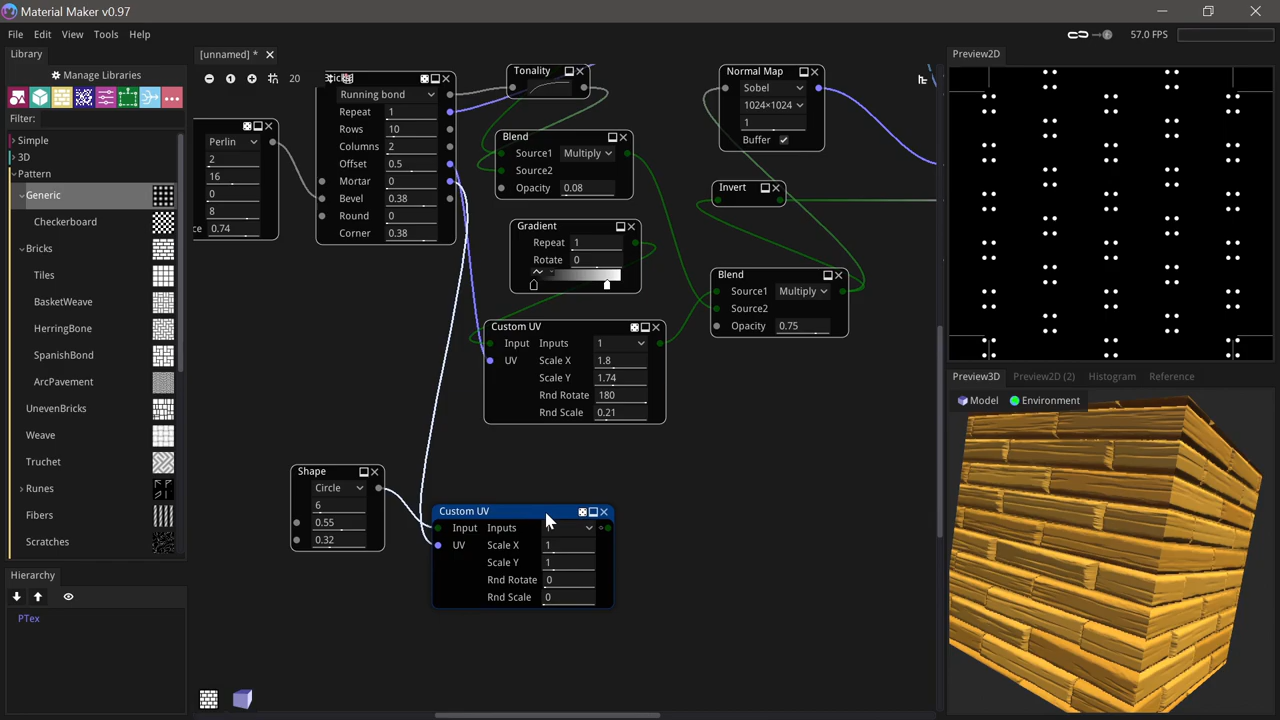 Material Maker v0.97
File Edit View Tools Help
57.0 FPS
Library
Manage Libraries
Filter:
Simple
3D
Pattern
Generic
Checkerboard
Bricks
Tiles
BasketWeave
HerringBone
SpanishBond
ArcPavement
UnevenBricks
Weave
Truchet
Runes
Fibers
Scratches
Hierarchy
PTex
[unnamed] *
20
Perlin
2
16
0
8
0.74
Running bond
Repeat 1
Rows 10
Columns 2
Offset 0.5
Mortar 0
Bevel 0.38
Round 0
Corner 0.38
Tonality
Blend
Source1 Multiply
Source2
Opacity 0.08
Gradient
Repeat 1
Rotate 0
Custom UV
Input Inputs 1
UV Scale X 1.8
Scale Y 1.74
Rnd Rotate 180
Rnd Scale 0.21
Normal Map
Sobel
1024×1024
1
Buffer
Invert
Blend
Source1 Multiply
Source2
Opacity 0.75
Shape
Circle
6
0.55
0.32
Custom UV
Input Inputs
UV Scale X 1
Scale Y 1
Rnd Rotate 0
Rnd Scale 0
Preview2D
Preview3D Preview2D (2) Histogram Reference
Model Environment